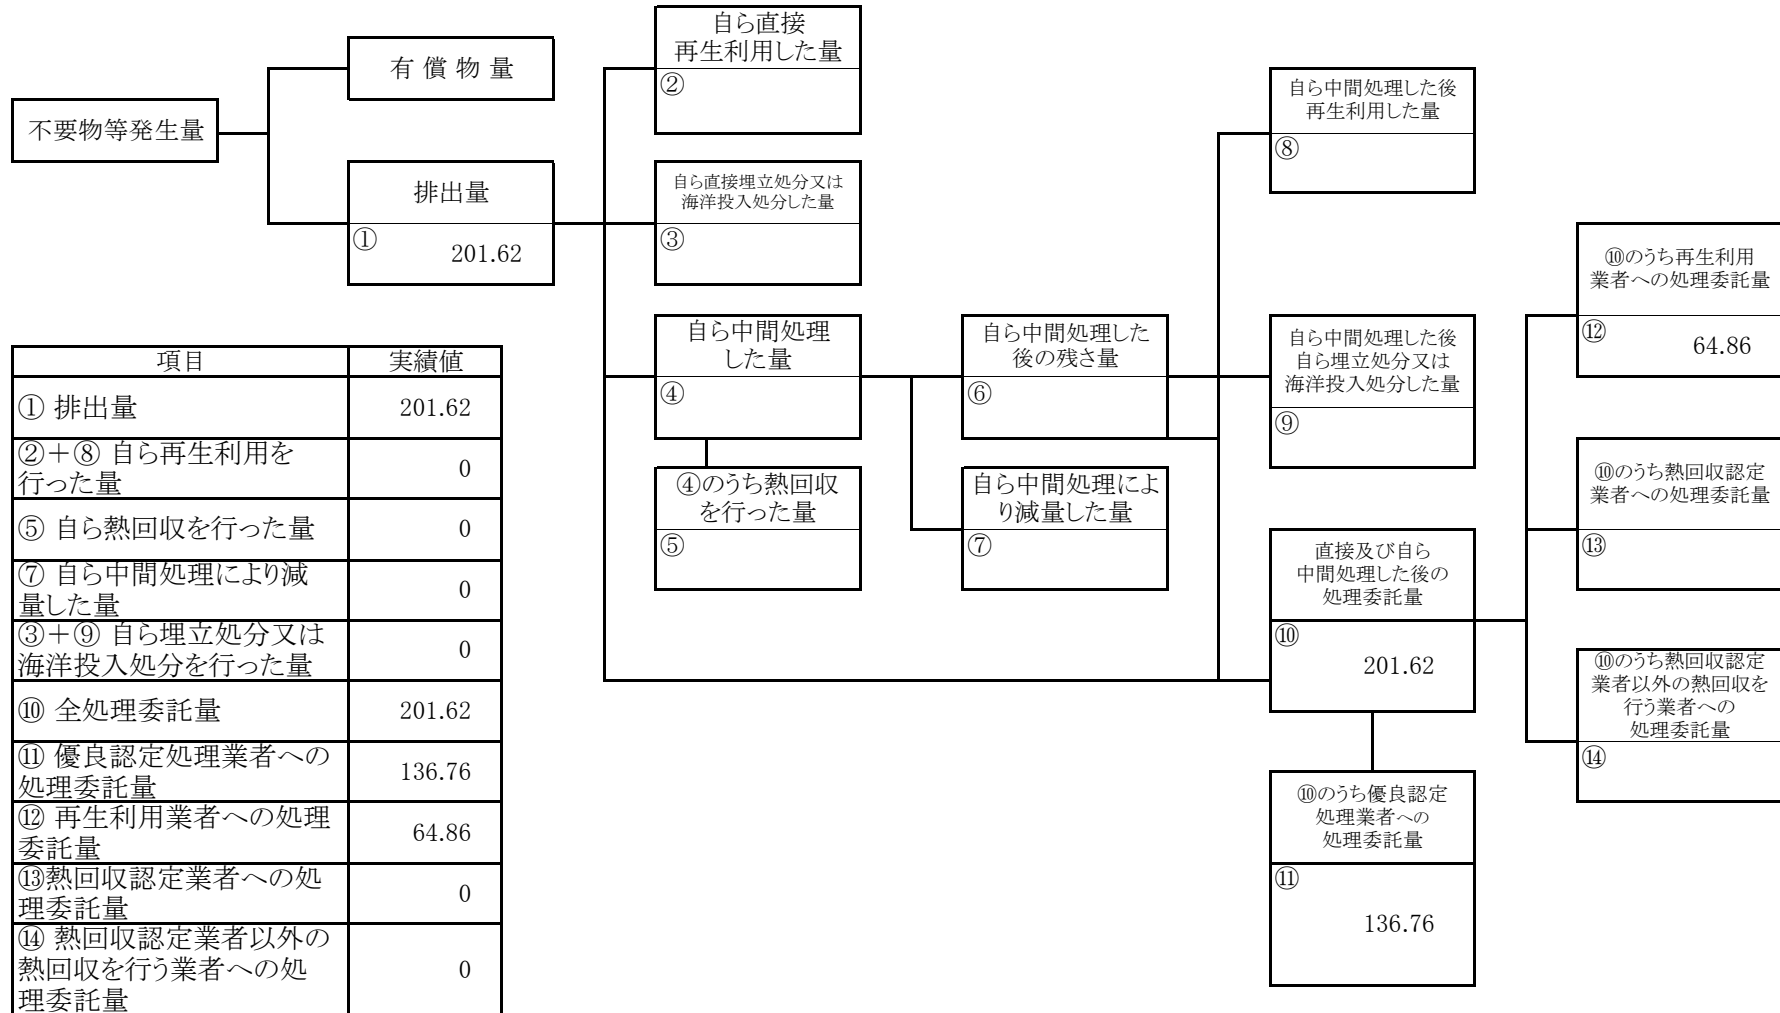 不要物等発生量
有 償 物 量
排出量
①
201.62
自ら直接
再生利用した量
②
自ら直接埋立処分又は
海洋投入処分した量
③
自ら中間処理
した量
④
④のうち熱回収
を行った量
⑤
自ら中間処理した
後の残さ量
⑥
自ら中間処理によ
り減量した量
⑦
自ら中間処理した後
再生利用した量
⑧
自ら中間処理した後
自ら埋立処分又は
海洋投入処分した量
⑨
直接及び自ら
中間処理した後の
処理委託量
⑩
201.62
⑩のうち優良認定
処理業者への
処理委託量
⑪
136.76
⑩のうち再生利用
業者への処理委託量
⑫
64.86
⑩のうち熱回収認定
業者への処理委託量
⑬
⑩のうち熱回収認定
業者以外の熱回収を
行う業者への
処理委託量
⑭
項目 実績値
① 排出量 201.62
②＋⑧ 自ら再生利用を
行った量 0
⑤ 自ら熱回収を行った量 0
⑦ 自ら中間処理により減
量した量 0
③＋⑨ 自ら埋立処分又は
海洋投入処分を行った量 0
⑩ 全処理委託量 201.62
⑪ 優良認定処理業者への
処理委託量 136.76
⑫ 再生利用業者への処理
委託量 64.86
⑬熱回収認定業者への処
理委託量 0
⑭ 熱回収認定業者以外の
熱回収を行う業者への処
理委託量 0